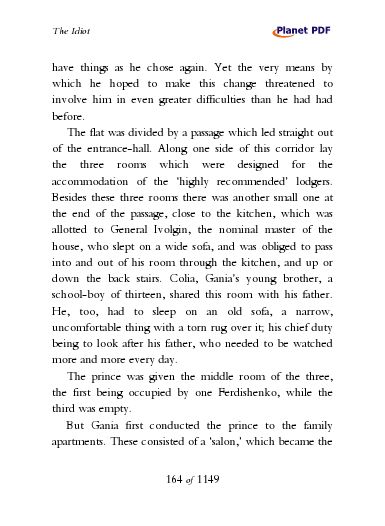 The Idiot
Planet PDF
have things as he chose again. Yet the very means by
which he hoped to make this change threatened to
involve him in even greater difficulties than he had had
before.
The flat was divided by a passage which led straight out
of the entrance-hall. Along one side of this corridor lay
the three rooms which were designed for the
accommodation of the 'highly recommended' lodgers.
Besides these three rooms there was another small one at
the end of the passage, close to the kitchen, which was
allotted to General Ivolgin, the nominal master of the
house, who slept on a wide sofa, and was obliged to pass
into and out of his room through the kitchen, and up or
down the back stairs. Colia, Gania's young brother, a
school-boy of thirteen, shared this room with his father.
He, too, had to sleep on an old sofa, a narrow,
uncomfortable thing with a torn rug over it; his chief duty
being to look after his father, who needed to be watched
more and more every day.
The prince was given the middle room of the three,
the first being occupied by one Ferdishenko, while the
third was empty.
But Gania first conducted the prince to the family
apartments. These consisted of a 'salon,' which became the
164 of 1149